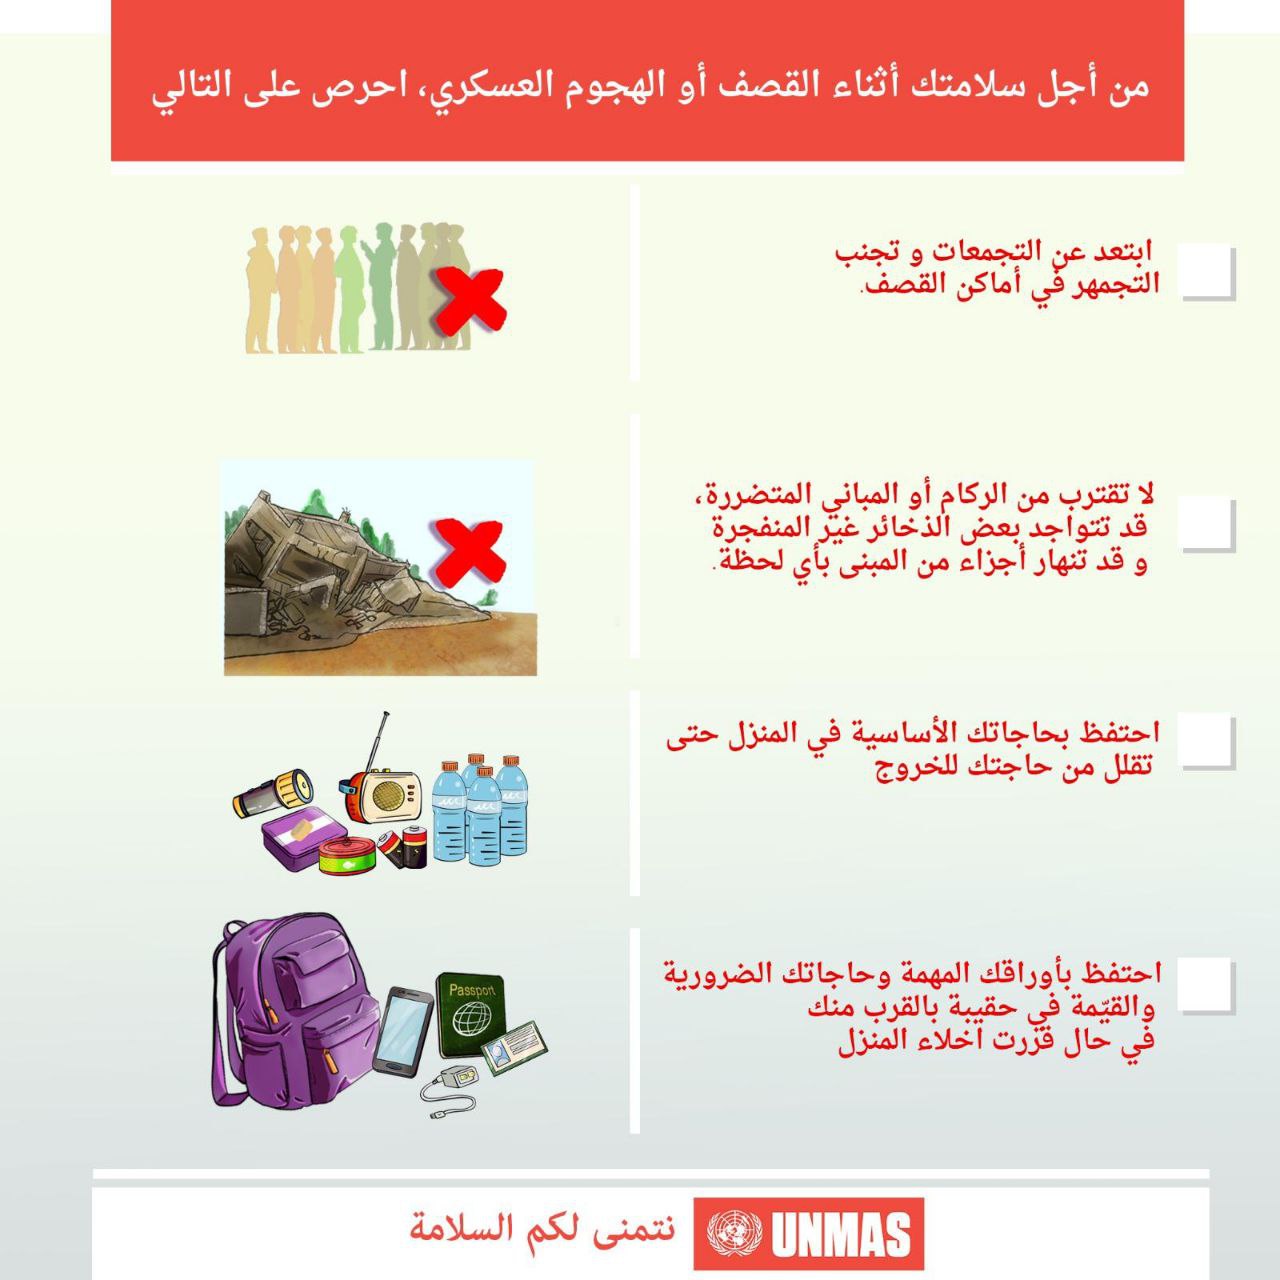 من أجل سلامتك أثناء القصف أو الهجوم العسكري، احرص على التالي
ابتعد عن التجمعات و تجنب
التجمهر في أماكن القصف.
لا تقترب من الركام أو المباني المتضررة،
قد تتواجد بعض الذخائر غير المنفجرة
و قد تنهار أجزاء من المبنى بأي لحظة.
احتفظ بحاجاتك الأساسية في المنزل حتى
تقلل من حاجتك للخروج
احتفظ بأوراقك المهمة وحاجاتك الضرورية
والقيّمة في حقيبة بالقرب منك
في حال قررت اخلاء المنزل
Passport
UNMAS
نتمنى لكم السلامة